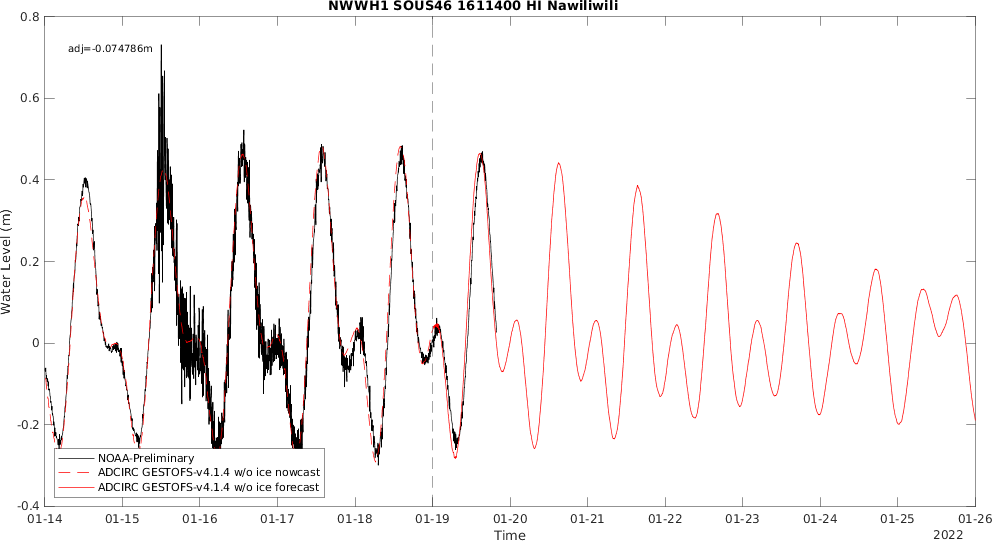 NWWH1 SOUS46 1611400 HI Nawiliwili
adj=-0.074786m
Water Level (m)
0.8
0.6
0.4
0.2
0
-0.2
-0.4
NOAA-Preliminary
ADCIRC GESTOFS-v4.1.4 w/o ice nowcast
ADCIRC GESTOFS-v4.1.4 w/o ice forecast
01-14 01-15 01-16 01-17 01-18 01-19 01-20 01-21 01-22 01-23 01-24 01-25 01-26
Time
2022